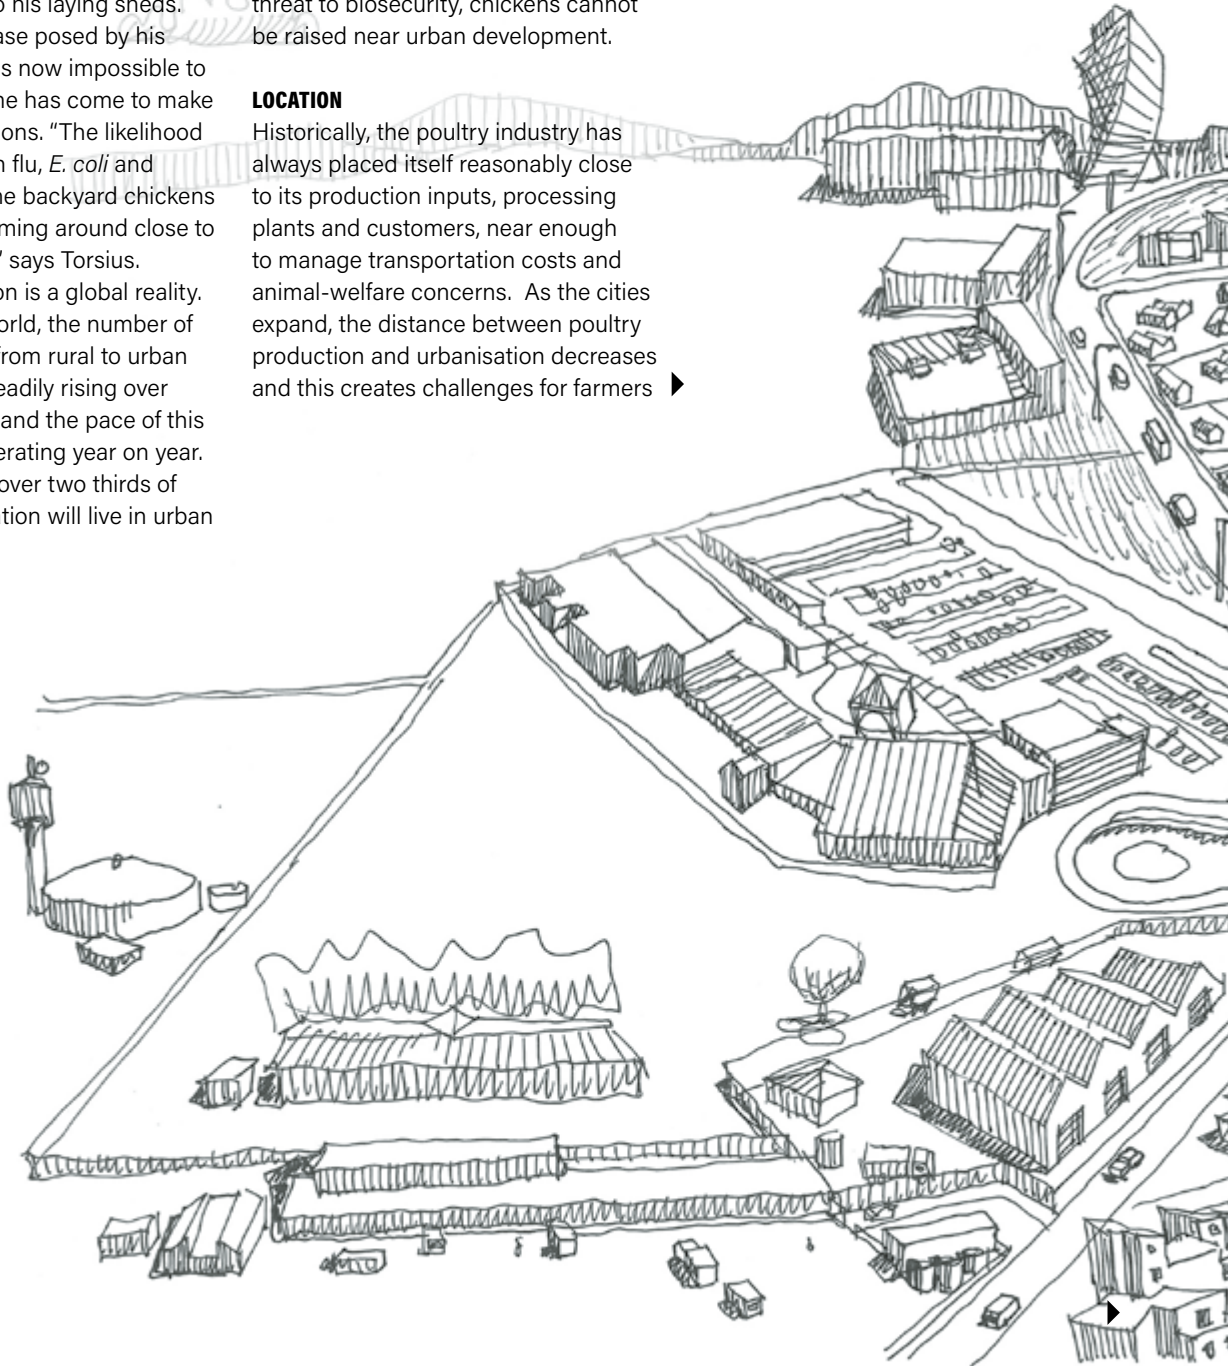 o his laying sheds.
ase posed by his
s now impossible to
ne has come to make
ons. “The likelihood
n flu, E. coli and
ne backyard chickens
ming around close to
” says Torsius.
on is a global reality.
orld, the number of
from rural to urban
eadily rising over
and the pace of this
erating year on year.
over two thirds of
tion will live in urban
threat to biosecurity, chickens cannot
be raised near urban development.
LOCATION
Historically, the poultry industry has
always placed itself reasonably close
to its production inputs, processing
plants and customers, near enough
to manage transportation costs and
animal-welfare concerns.  As the cities
expand, the distance between poultry
production and urbanisation decreases
and this creates challenges for farmers